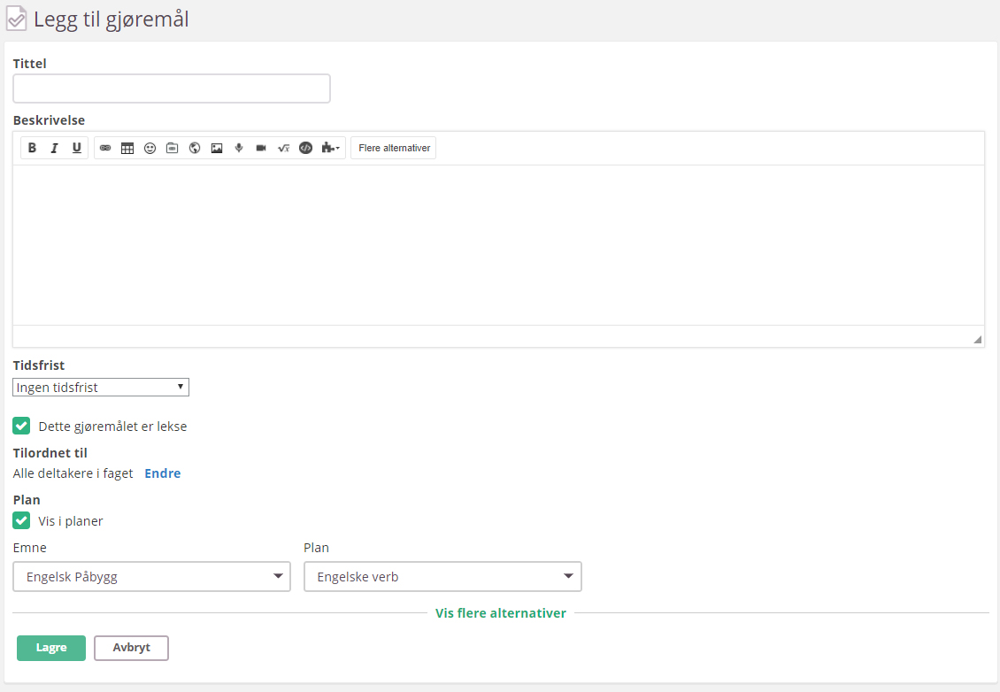 Legg til gjøremål
Tittel
Beskrivelse
B I U Flere alternativer
Tidsfrist
Ingen tidsfrist
Dette gjøremålet er lekse
Tilordnet til
Alle deltakere i faget Endre
Plan
Vis i planer
Emne Plan
Engelsk Påbygg Engelske verb
Vis flere alternativer
Lagre Avbryt